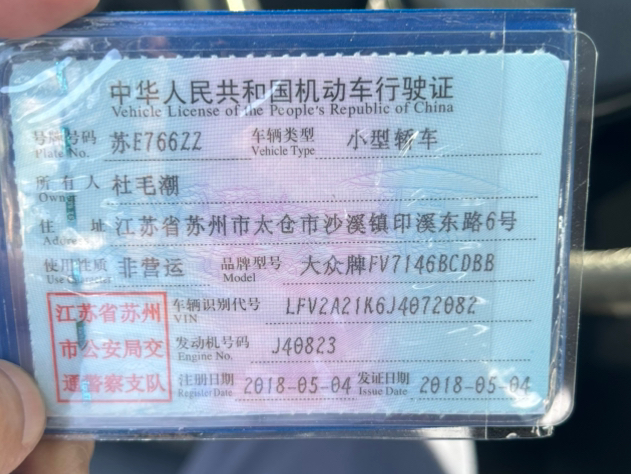 中华人民共和国机动车行驶证
Vehicle License of the People's Republic of China
号牌号码 苏E766ZZ 车辆类型 小型轿车
Plate No. Vehicle Type
所有人 杜毛潮
Owner
住址 江苏省苏州市太仓市沙溪镇印溪东路6号
Address
使用性质 非营运 品牌型号 大众牌FV7146BCDBB
Use Character Model
江苏省苏州 车辆识别代号 LFV2A21K6J4072082
VIN
市公安局交 发动机号码 J40823
Engine No.
通警察支队 注册日期 2018-05-04 发证日期 2018-05-04
Register Date Issue Date